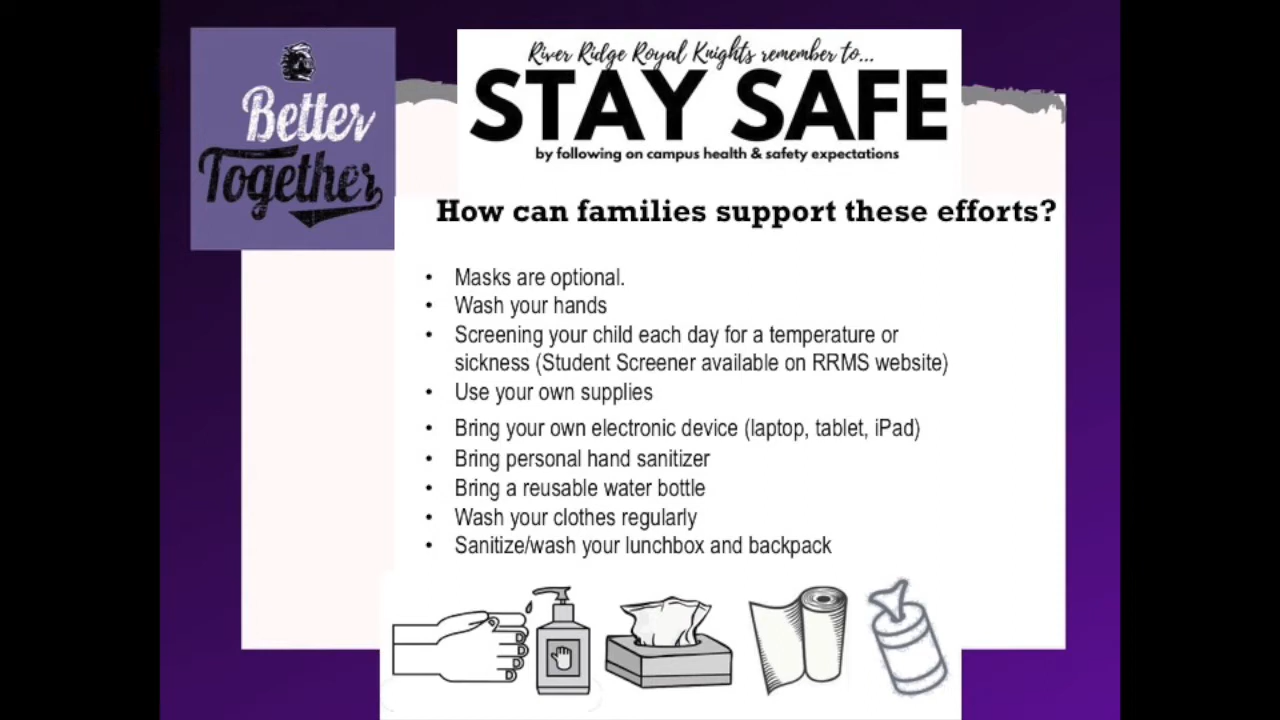 Better
Together
River Ridge Royal Knights remember to...
STAY SAFE
by following on campus health & safety expectations
How can families support these efforts?
• Masks are optional.
• Wash your hands
• Screening your child each day for a temperature or
sickness (Student Screener available on RRMS website)
• Use your own supplies
• Bring your own electronic device (laptop, tablet, iPad)
• Bring personal hand sanitizer
• Bring a reusable water bottle
• Wash your clothes regularly
• Sanitize/wash your lunchbox and backpack